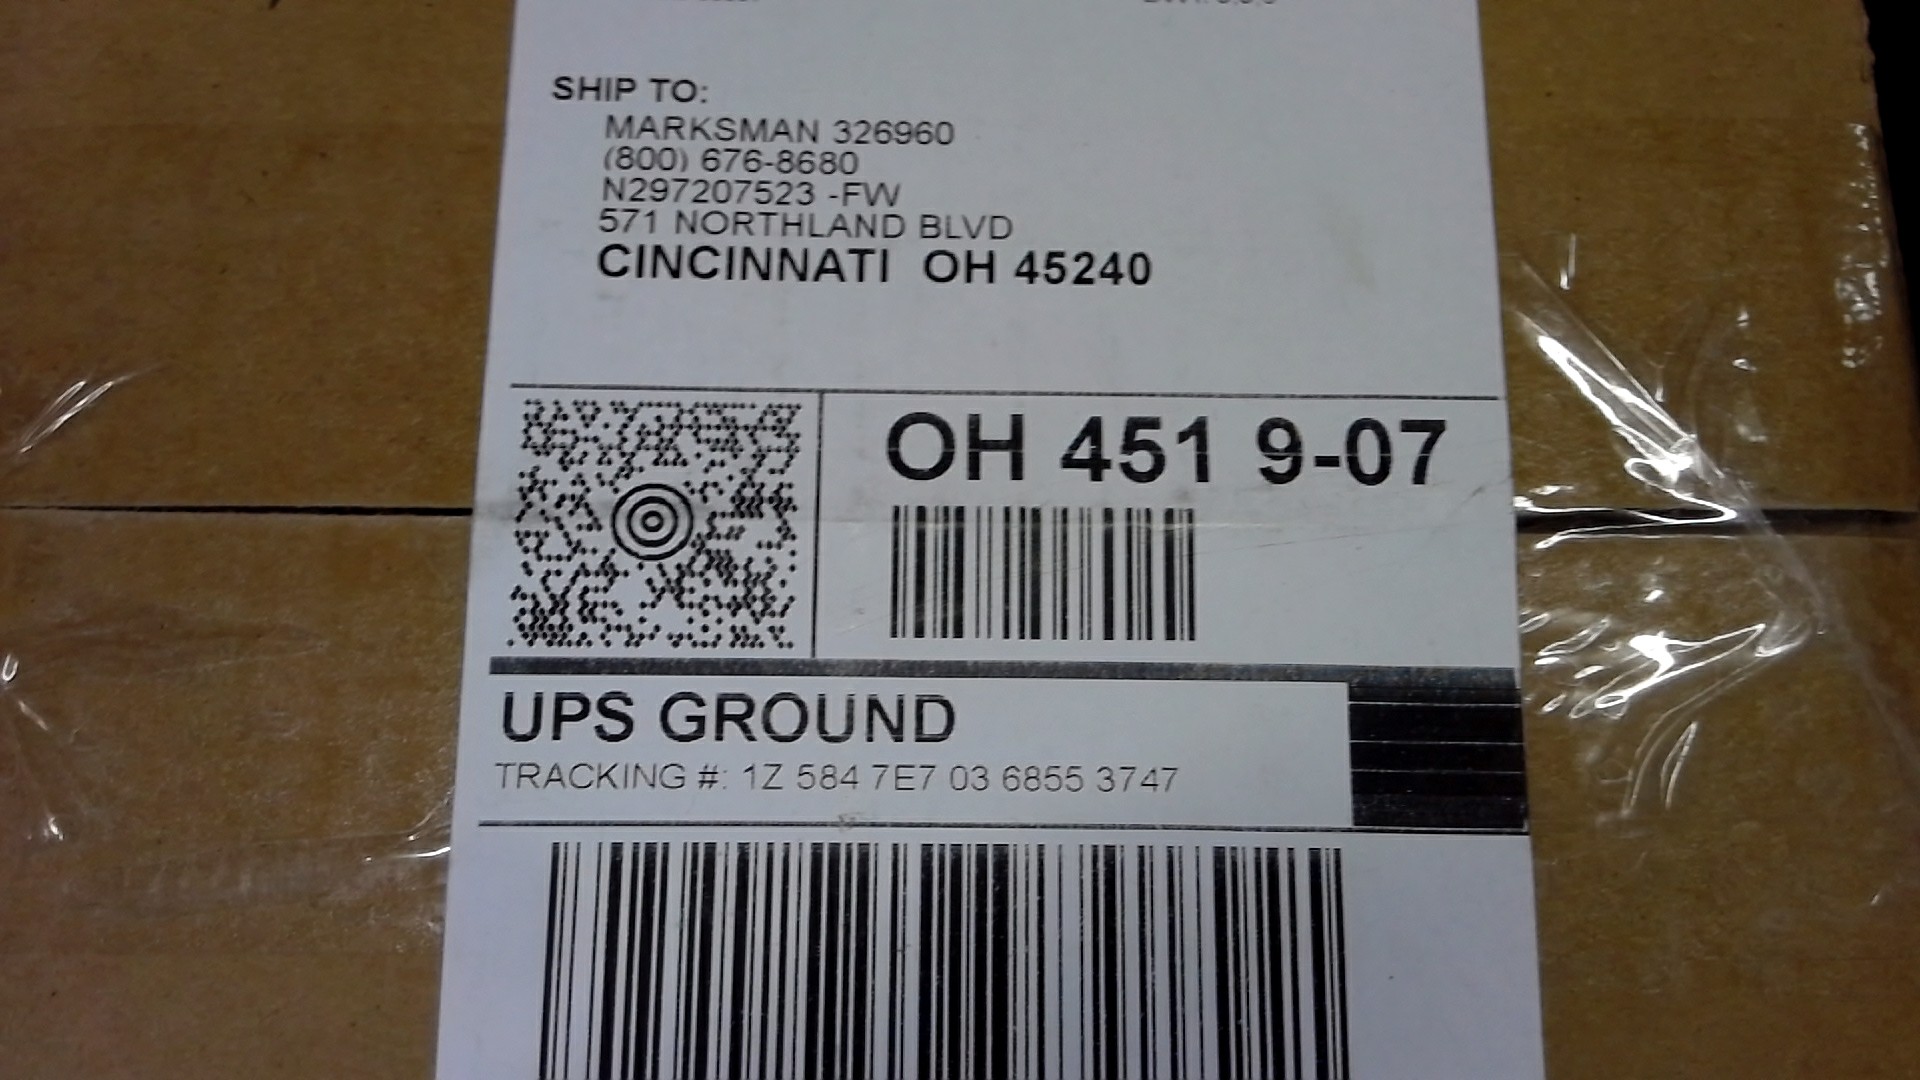 SHIP TO:
MARKSMAN 326960
(800) 676-8680
N297207523 -FW
571 NORTHLAND BLVD
CINCINNATI OH 45240
OH 451 9-07
UPS GROUND
TRACKING #: 1Z 584 7E7 03 6855 3747